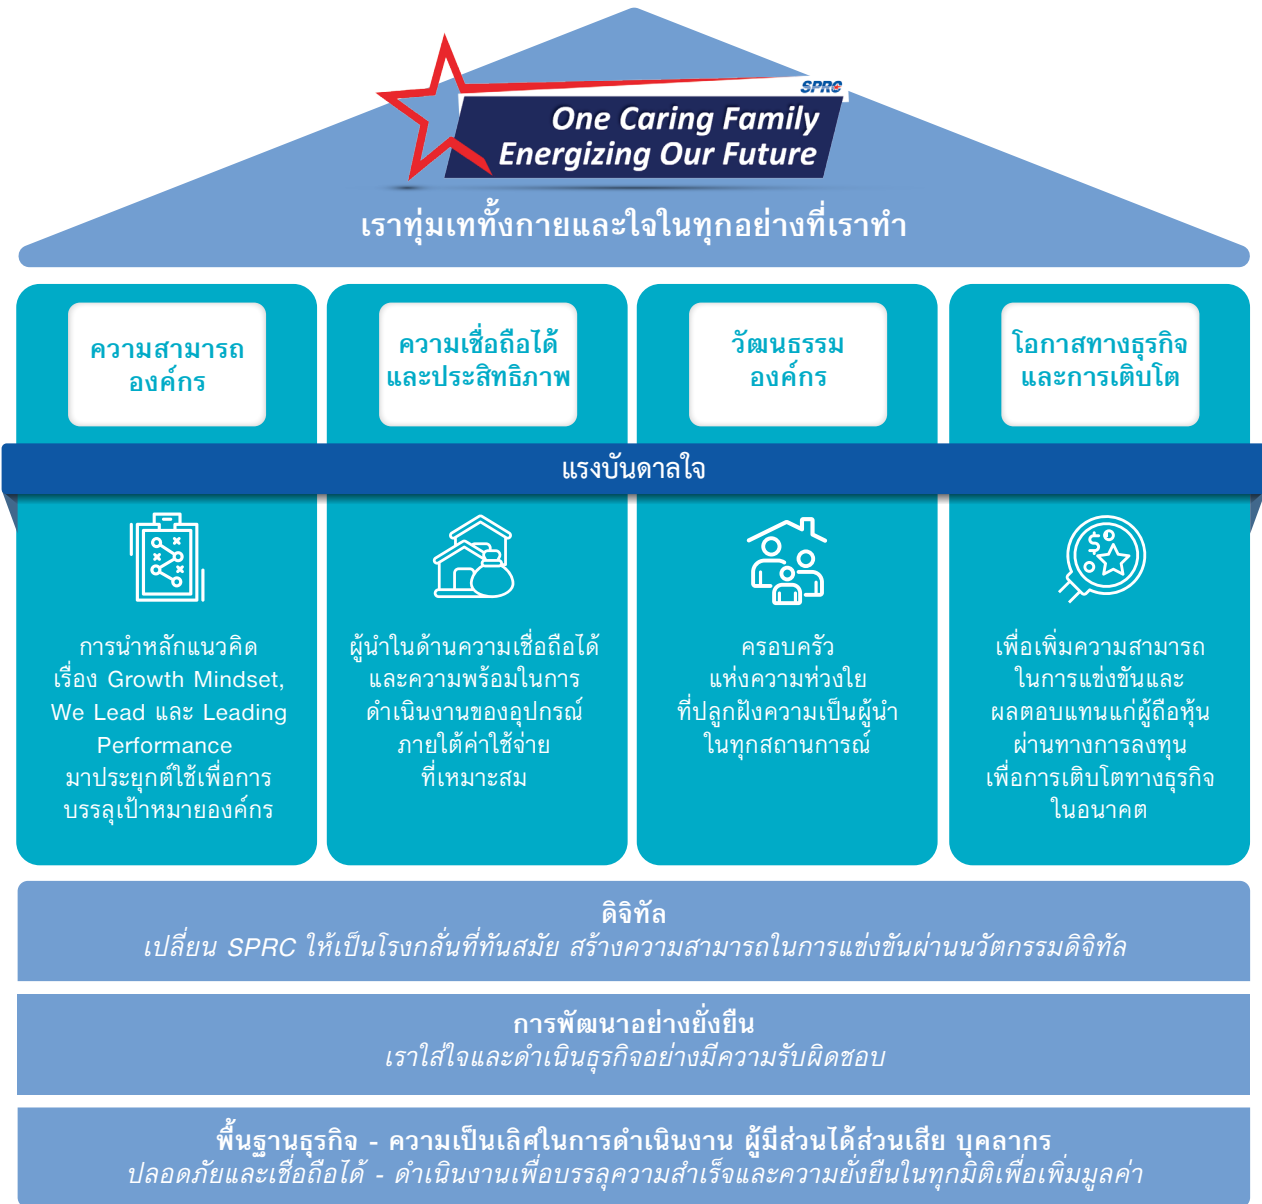 SPRC
One Caring Family
Energizing Our Future
เราทุ่มเททั้งกายและใจในทุกอย่างที่เราทำ
ความสามารถ
องค์กร
ความเชื่อถือได้
และประสิทธิภาพ
วัฒนธรรม
องค์กร
โอกาสทางธุรกิจ
และการเติบโต
แรงบันดาลใจ
การนำหลักแนวคิด
เรื่อง Growth Mindset,
We Lead และ Leading
Performance
มาประยุกต์ใช้เพื่อการ
บรรลุเป้าหมายองค์กร
ผู้นำในด้านความเชื่อถือได้
และความพร้อมในการ
ดำเนินงานของอุปกรณ์
ภายใต้ค่าใช้จ่าย
ที่เหมาะสม
ครอบครัว
แห่งความห่วงใย
ที่ปลูกฝังความเป็นผู้นำ
ในทุกสถานการณ์
เพื่อเพิ่มความสามารถ
ในการแข่งขันและ
ผลตอบแทนแก่ผู้ถือหุ้น
ผ่านทางการลงทุน
เพื่อการเติบโตทางธุรกิจ
ในอนาคต
ดิจิทัล
เปลี่ยน SPRC ให้เป็นโรงกลั่นที่ทันสมัย สร้างความสามารถในการแข่งขันผ่านนวัตกรรมดิจิทัล
การพัฒนาอย่างยั่งยืน
เราใส่ใจและดำเนินธุรกิจอย่างมีความรับผิดชอบ
พื้นฐานธุรกิจ - ความเป็นเลิศในการดำเนินงาน ผู้มีส่วนได้ส่วนเสีย บุคลากร
ปลอดภัยและเชื่อถือได้ - ดำเนินงานเพื่อบรรลุความสำเร็จและความยั่งยืนในทุกมิติเพื่อเพิ่มมูลค่า